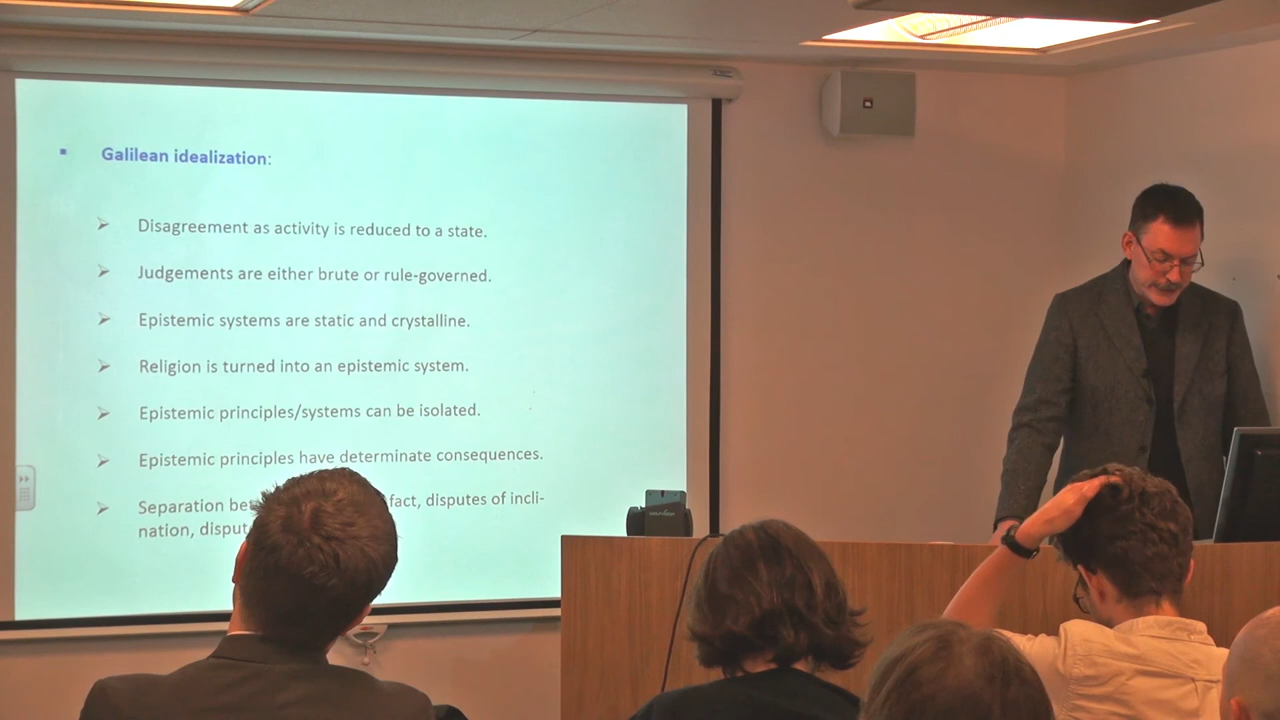 Galilean idealization:
Disagreement as activity is reduced to a state.
Judgements are either brute or rule-governed.
Epistemic systems are static and crystalline.
Religion is turned into an epistemic system.
Epistemic principles/systems can be isolated.
Epistemic principles have determinate consequences.
Separation fact, disputes of incli-
nation,